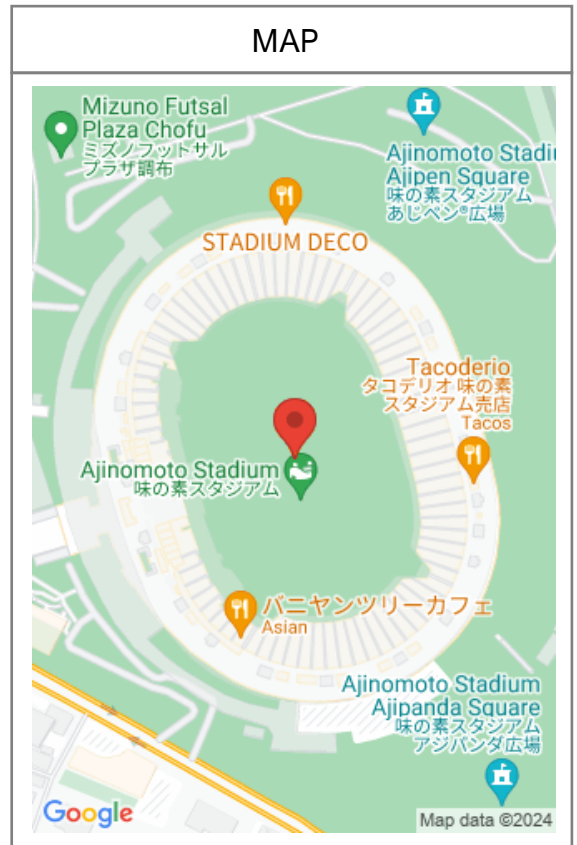 MAP
Mizuno Futsal
Plaza Chofu
ミズノフットサル
プラザ調布
Ajinomoto Stadi
Ajipen Square
味の素スタジアム
あじペン®広場
STADIUM DECO
Tacoderio
タコデリオ 味の素
スタジアム売店
Tacos
Ajinomoto Stadium
味の素スタジアム
バニヤンツリーカフェ
Asian
Ajinomoto Stadium
Ajipanda Square
味の素スタジアム
アジパンダ広場
Google
Map data ©2024